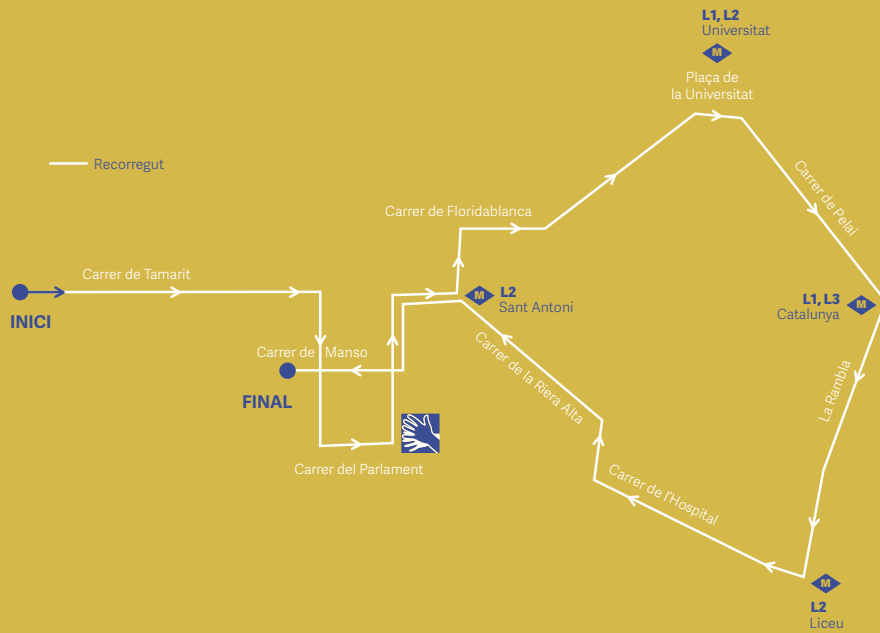 L1, L2
Universitat
M
Plaça de
la Universitat
Recorregut
Carrer de Pelai
Carrer de Floridablanca
Carrer de Tamarit
INICI
M
L2
Sant Antoni
L1, L3
Catalunya
M
Carrer de Manso
FINAL
Carrer de la Riera Alta
La Rambla
Carrer del Parlament
Carrer de l'Hospital
M
L2
Liceu